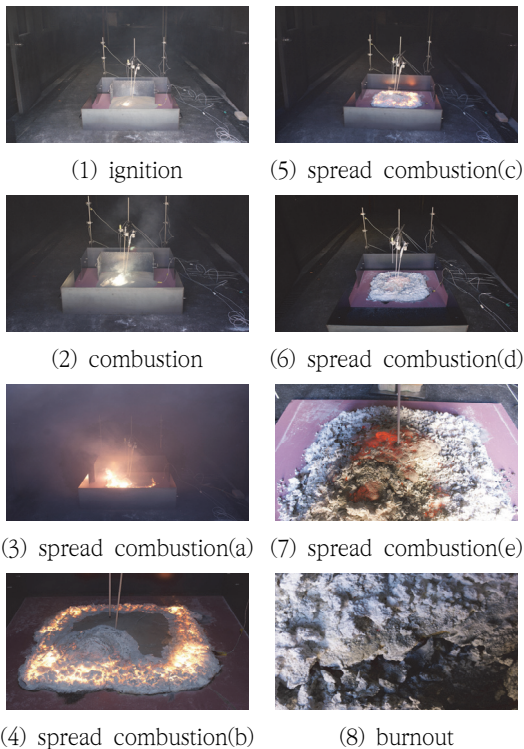 (1) ignition
(5) spread combustion(c)
(2) combustion
(6) spread combustion(d)
(3) spread combustion(a)
(7) spread combustion(e)
(4) spread combustion(b)
(8) burnout